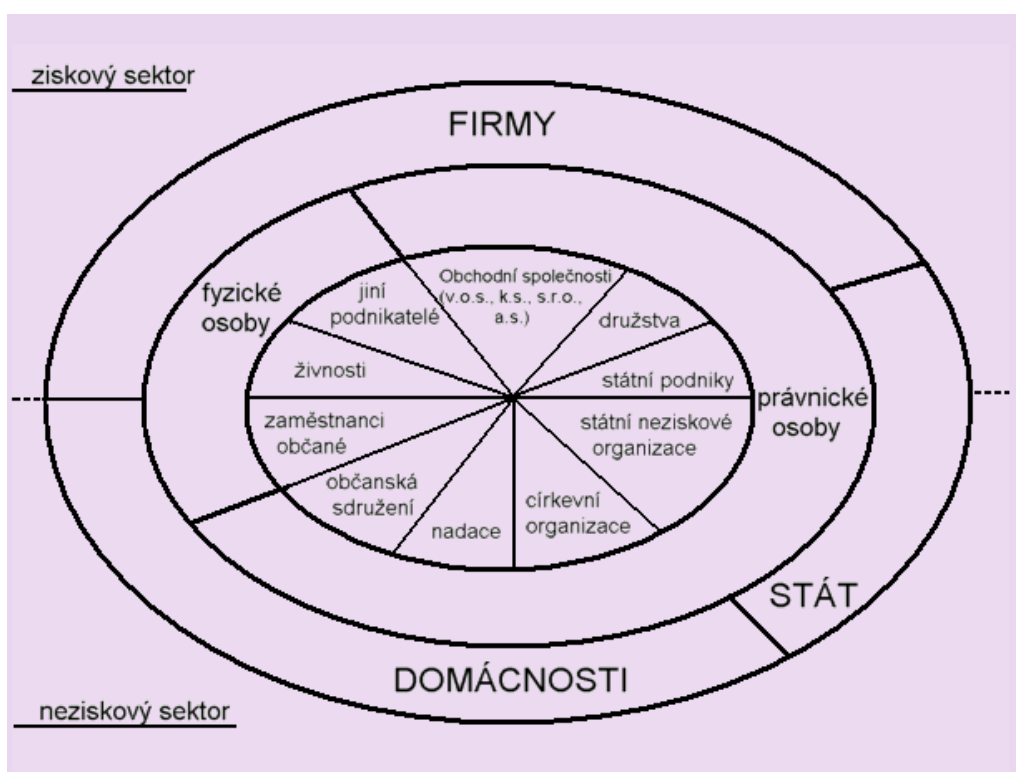 ziskový sektor
FIRMY
fyzické
osoby
jiní
podnikatelé
Obchodní společnosti
(v.o.s., k.s., s.r.o.,
a.s.)
družstva
živnosti
státní podniky
právnické
osoby
zaměstnanci
občané
státní neziskové
organizace
občanská
sdružení
nadace
církevní
organizace
STÁT
DOMÁCNOSTI
neziskový sektor